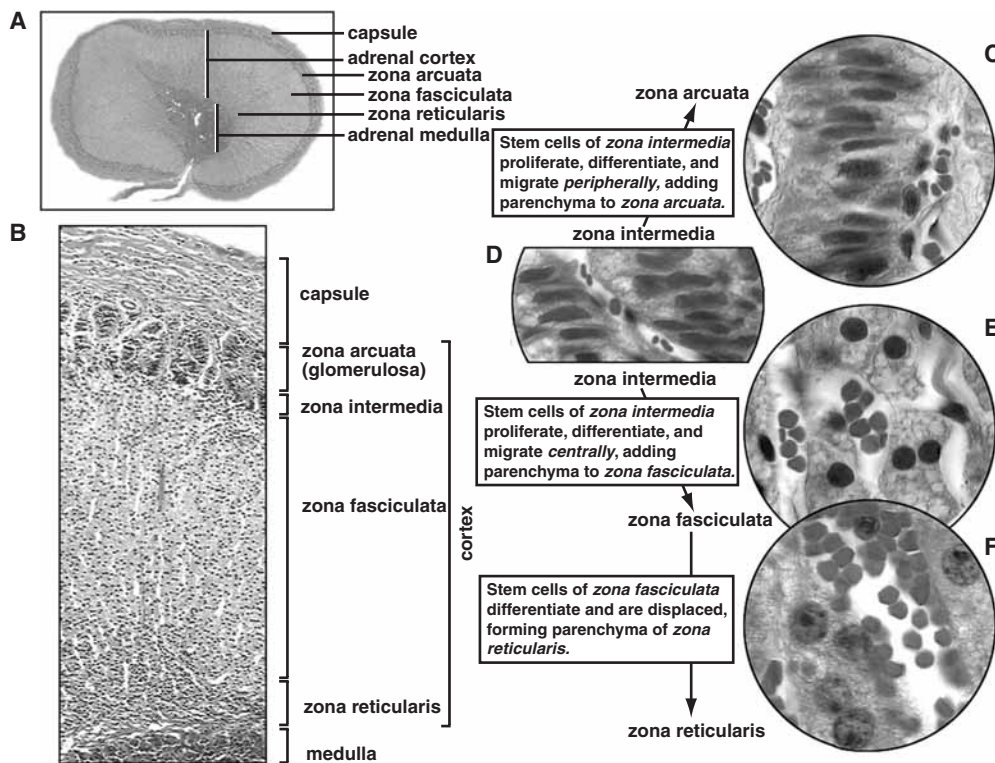 A
capsule
adrenal cortex
zona arcuata
zona fasciculata
zona reticularis
adrenal medulla
B
capsule
zona arcuata
(glomerulosa)
zona intermedia
zona fasciculata
cortex
zona reticularis
medulla
C
zona arcuata
Stem cells of zona intermedia
proliferate, differentiate, and
migrate peripherally, adding
parenchyma to zona arcuata.
zona intermedia
D
zona intermedia
Stem cells of zona intermedia
proliferate, differentiate, and
migrate centrally, adding
parenchyma to zona fasciculata.
E
zona fasciculata
F
Stem cells of zona fasciculata
differentiate and are displaced,
forming parenchyma of zona
reticularis.
zona reticularis